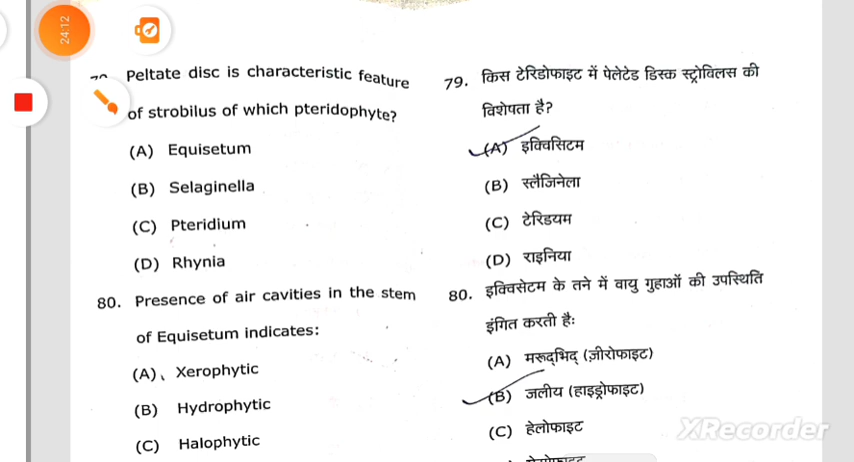 24:12
Peltate disc is characteristic feature
of strobilus of which pteridophyte?
(A) Equisetum
(B) Selaginella
(C) Pteridium
(D) Rhynia
80. Presence of air cavities in the stem
of Equisetum indicates:
(A) Xerophytic
(B) Hydrophytic
(C) Halophytic
79. किस टेरिडोफाइट में पेलेटेड डिस्क स्ट्रोविलस की
विशेषता है?
(A) इक्विसिटम
(B) स्लैजिनेला
(C) टेरिडयम
(D) राइनिया
80. इक्विसेटम के तने में वायु गुहाओं की उपस्थिति
इंगित करती हैः
(A) मरूद्भिद् (ज़ीरोफाइट)
(B) जलीय (हाइड्रोफाइट)
(C) हेलोफाइट
XRecorder